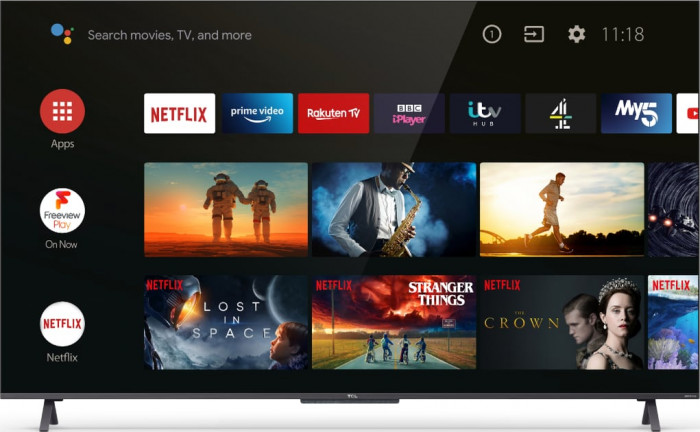 Search movies, TV, and more
1
11:18
NETFLIX
prime video
Rakuten TV
BBC
iPlayer
itv
HUB
4
My5
Apps
Freeview
Play
On Now
NETFLIX
NETFLIX
NETFLIX
NETFLIX
LOST
IN
SPACE
STRANGER
THINGS
THE
CROWN
NETFLIX
Netflix
TCL